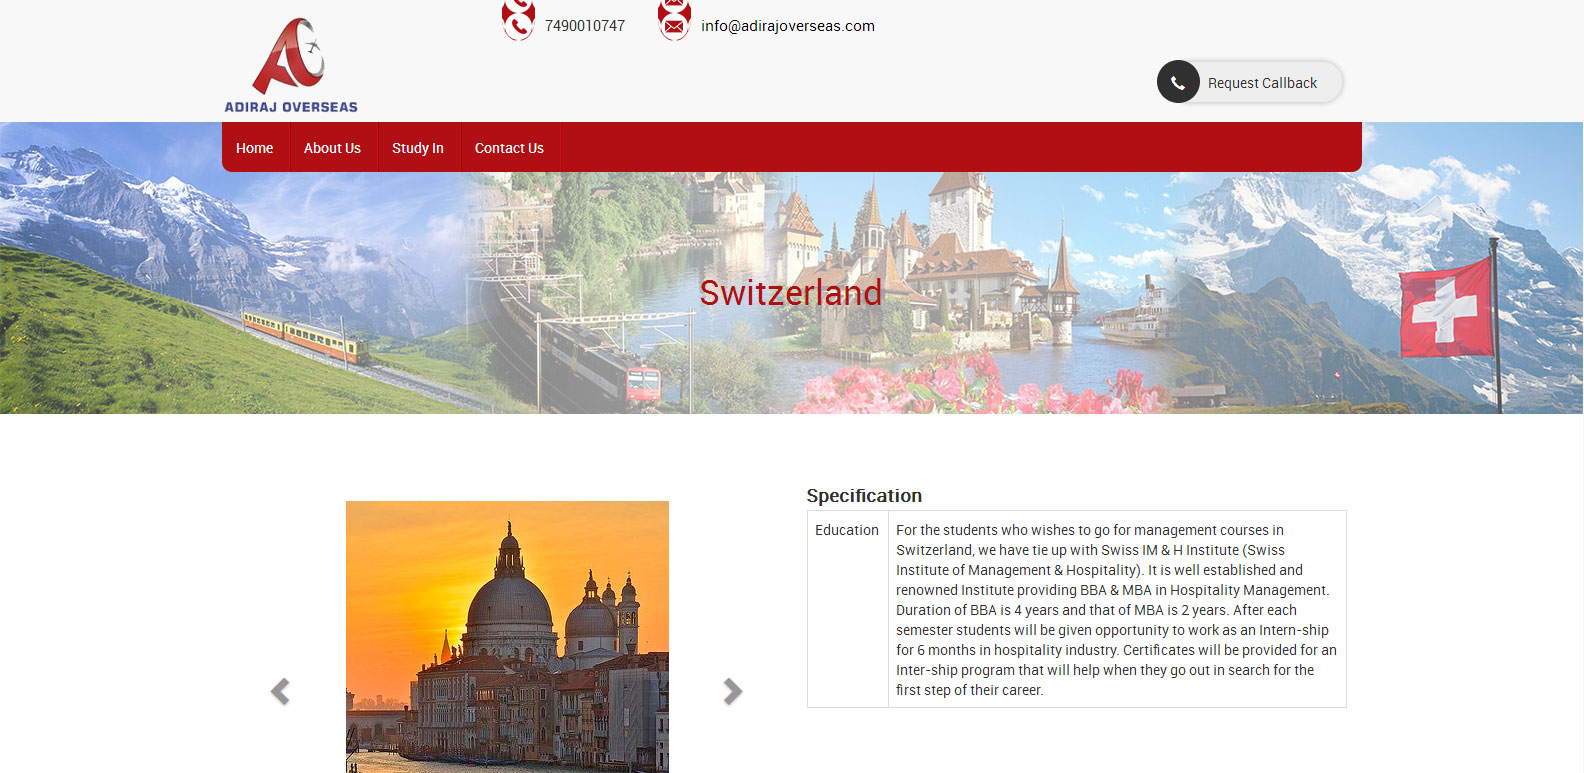 7490010747
info@adirajoverseas.com
ADIRAJ OVERSEAS
Request Callback
Home
About Us
Study In
Contact Us
Switzerland
Specification
Education
For the students who wishes to go for management courses in
Switzerland, we have tie up with Swiss IM & H Institute (Swiss
Institute of Management & Hospitality). It is well established and
renowned Institute providing BBA & MBA in Hospitality Management.
Duration of BBA is 4 years and that of MBA is 2 years. After each
semester students will be given opportunity to work as an Intern-ship
for 6 months in hospitality industry. Certificates will be provided for an
Inter-ship program that will help when they go out in search for the
first step of their career.